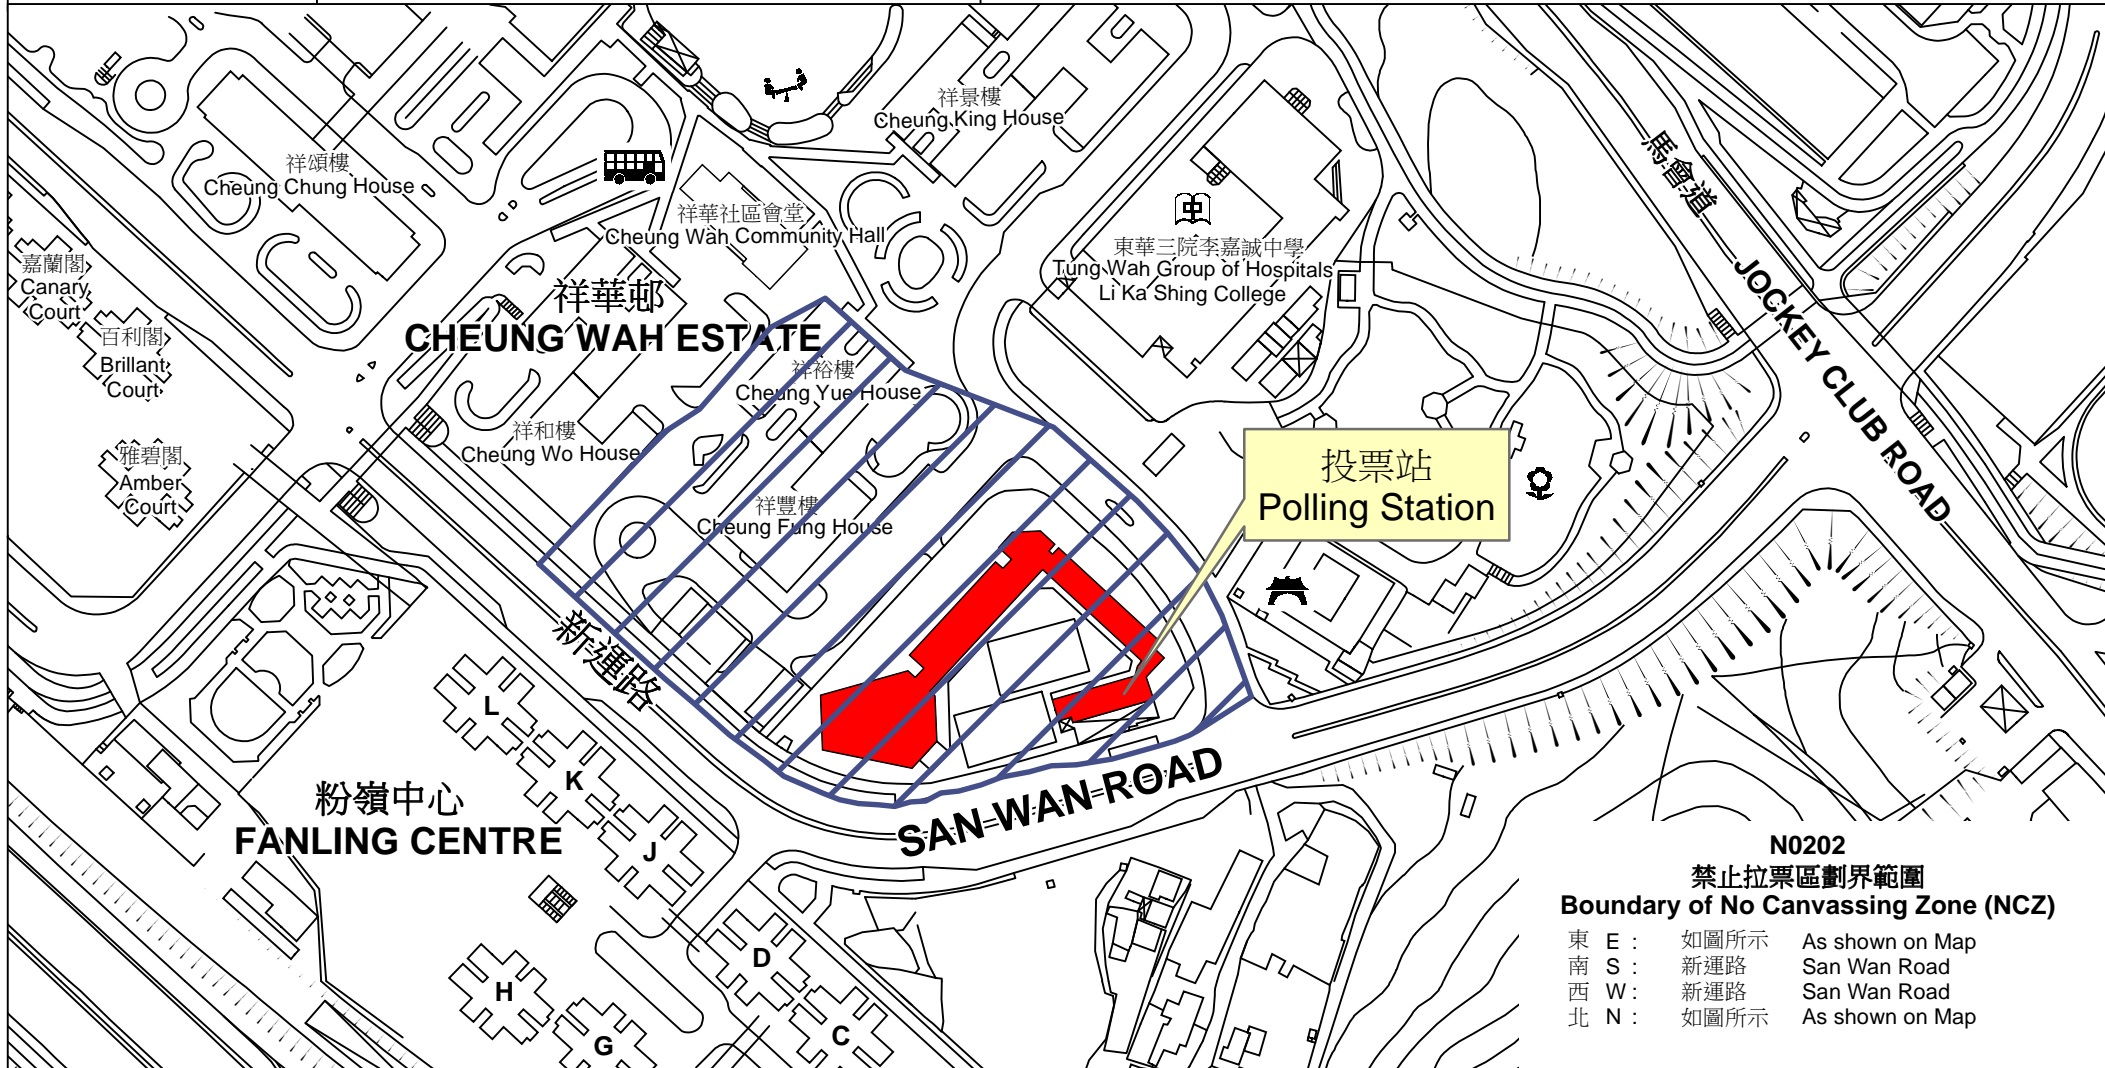 祥景樓
Cheung King House
祥頌樓
Cheung Chung House
祥華社區會堂
Cheung Wah Community Hall
東華三院李嘉誠中學
Tung Wah Group of Hospitals
Li Ka Shing College
馬會道
JOCKEY CLUB ROAD
嘉蘭閣
Canary
Court
百利閣
Brillant
Court
雅碧閣
Amber
Court
祥華邨
CHEUNG WAH ESTATE
祥裕樓
Cheung Yue House
祥和樓
Cheung Wo House
祥豐樓
Cheung Fung House
投票站
Polling Station
新運路
SAN WAN ROAD
粉嶺中心
FANLING CENTRE
L
K
J
D
H
G
C
N0202
禁止拉票區劃界範圍
Boundary of No Canvassing Zone (NCZ)
東 E : 如圖所示 As shown on Map
南 S : 新運路 San Wan Road
西 W : 新運路 San Wan Road
北 N : 如圖所示 As shown on Map